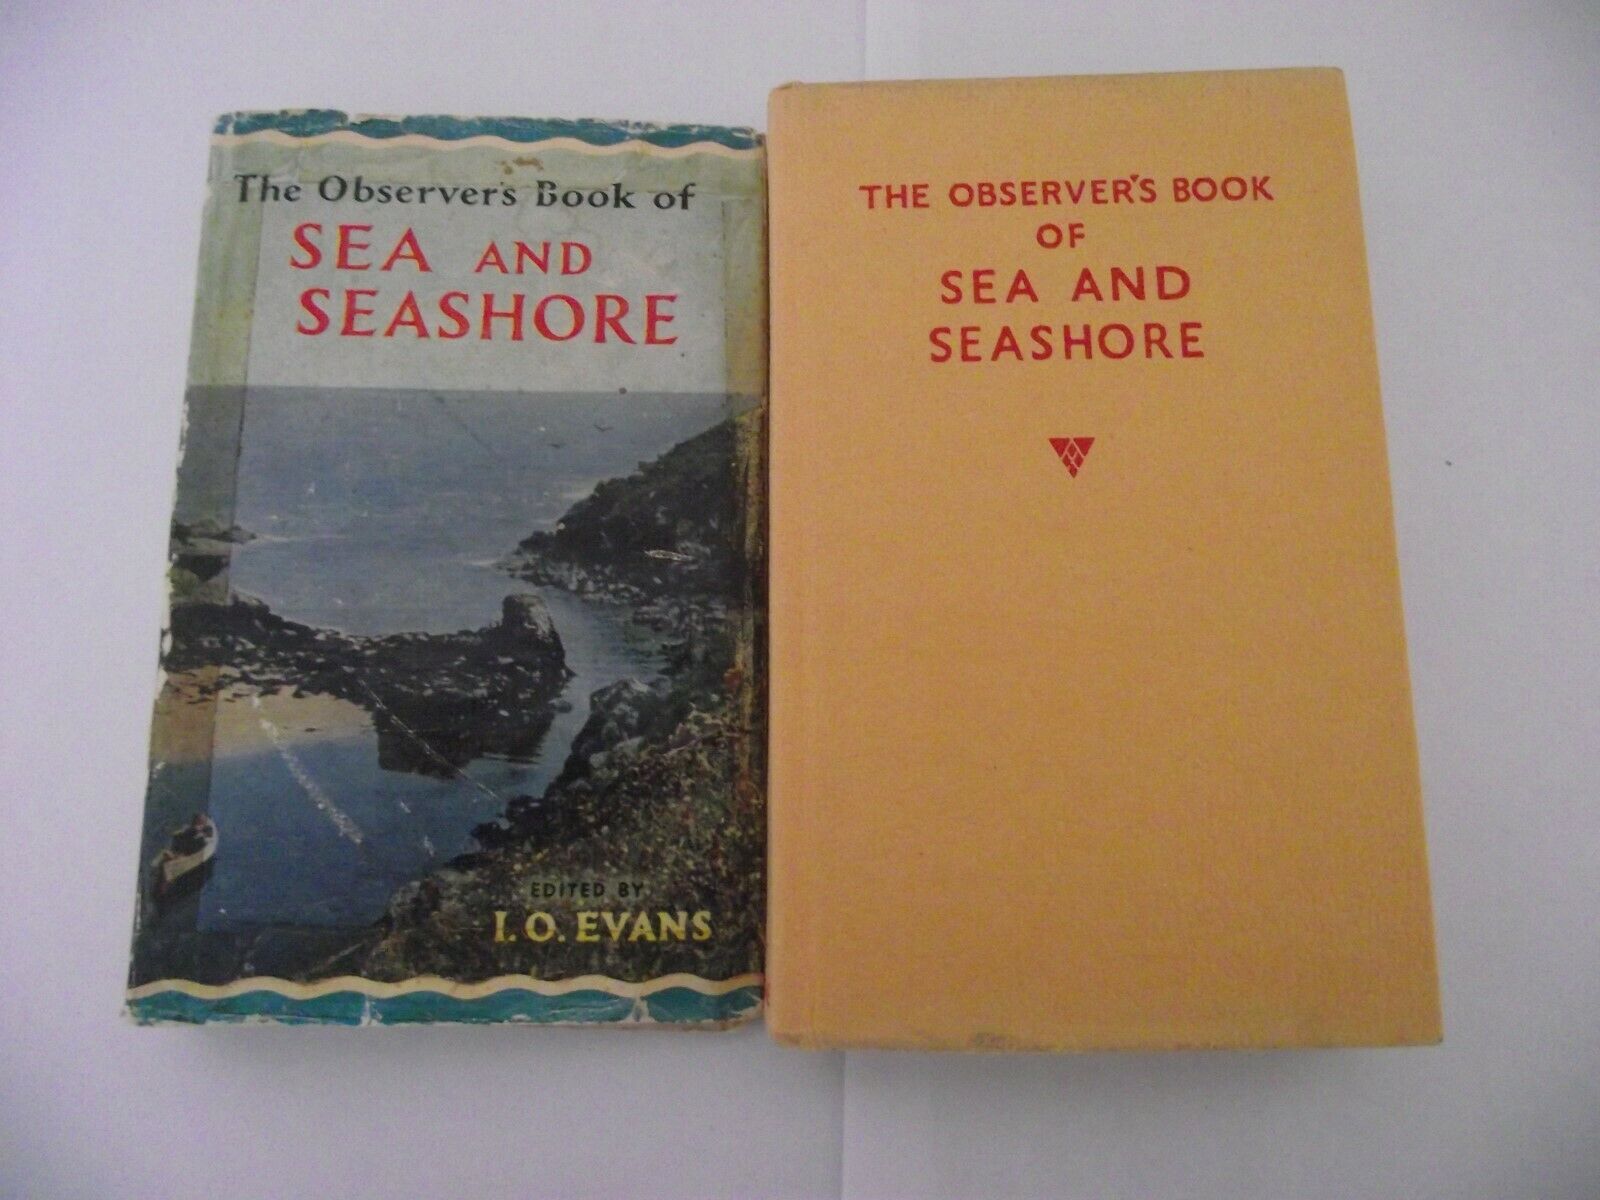 The Observer's Book of
SEA AND
SEASHORE
EDITED BY
I. O. EVANS
THE OBSERVER'S BOOK
OF
SEA AND
SEASHORE